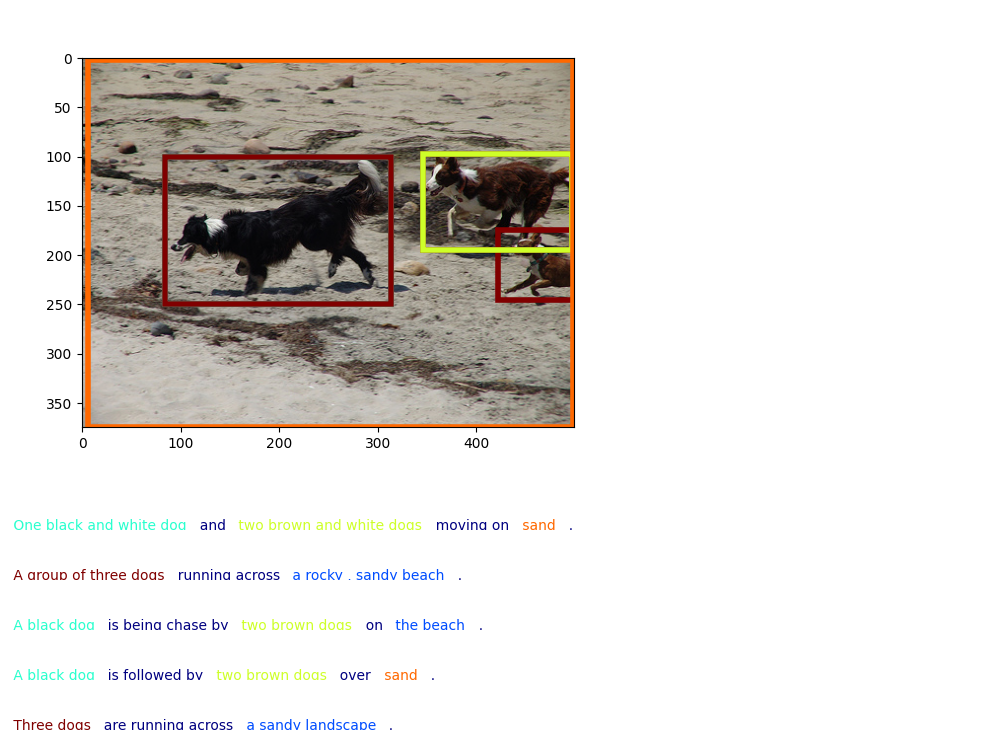 0
50
100
150
200
250
300
350
0 100 200 300 400
One black and white dog and two brown and white dogs moving on sand .
A group of three dogs running across a rocky , sandy beach .
A black dog is being chase by two brown dogs on the beach .
A black dog is followed by two brown dogs over sand .
Three dogs are running across a sandy landscape .